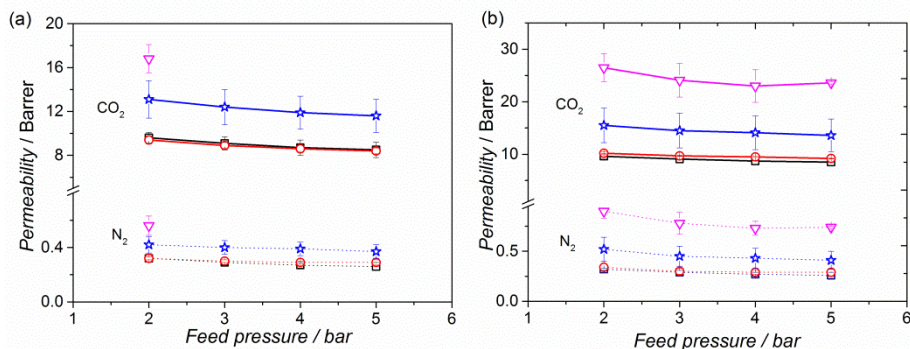 (a)
20
16
12
8
0.4
0.0
CO2
N2
Permeability / Barrer
1 2 3 4 5 6
Feed pressure / bar
(b)
30
20
10
0.5
0.0
CO2
N2
Permeability / Barrer
1 2 3 4 5 6
Feed pressure / bar